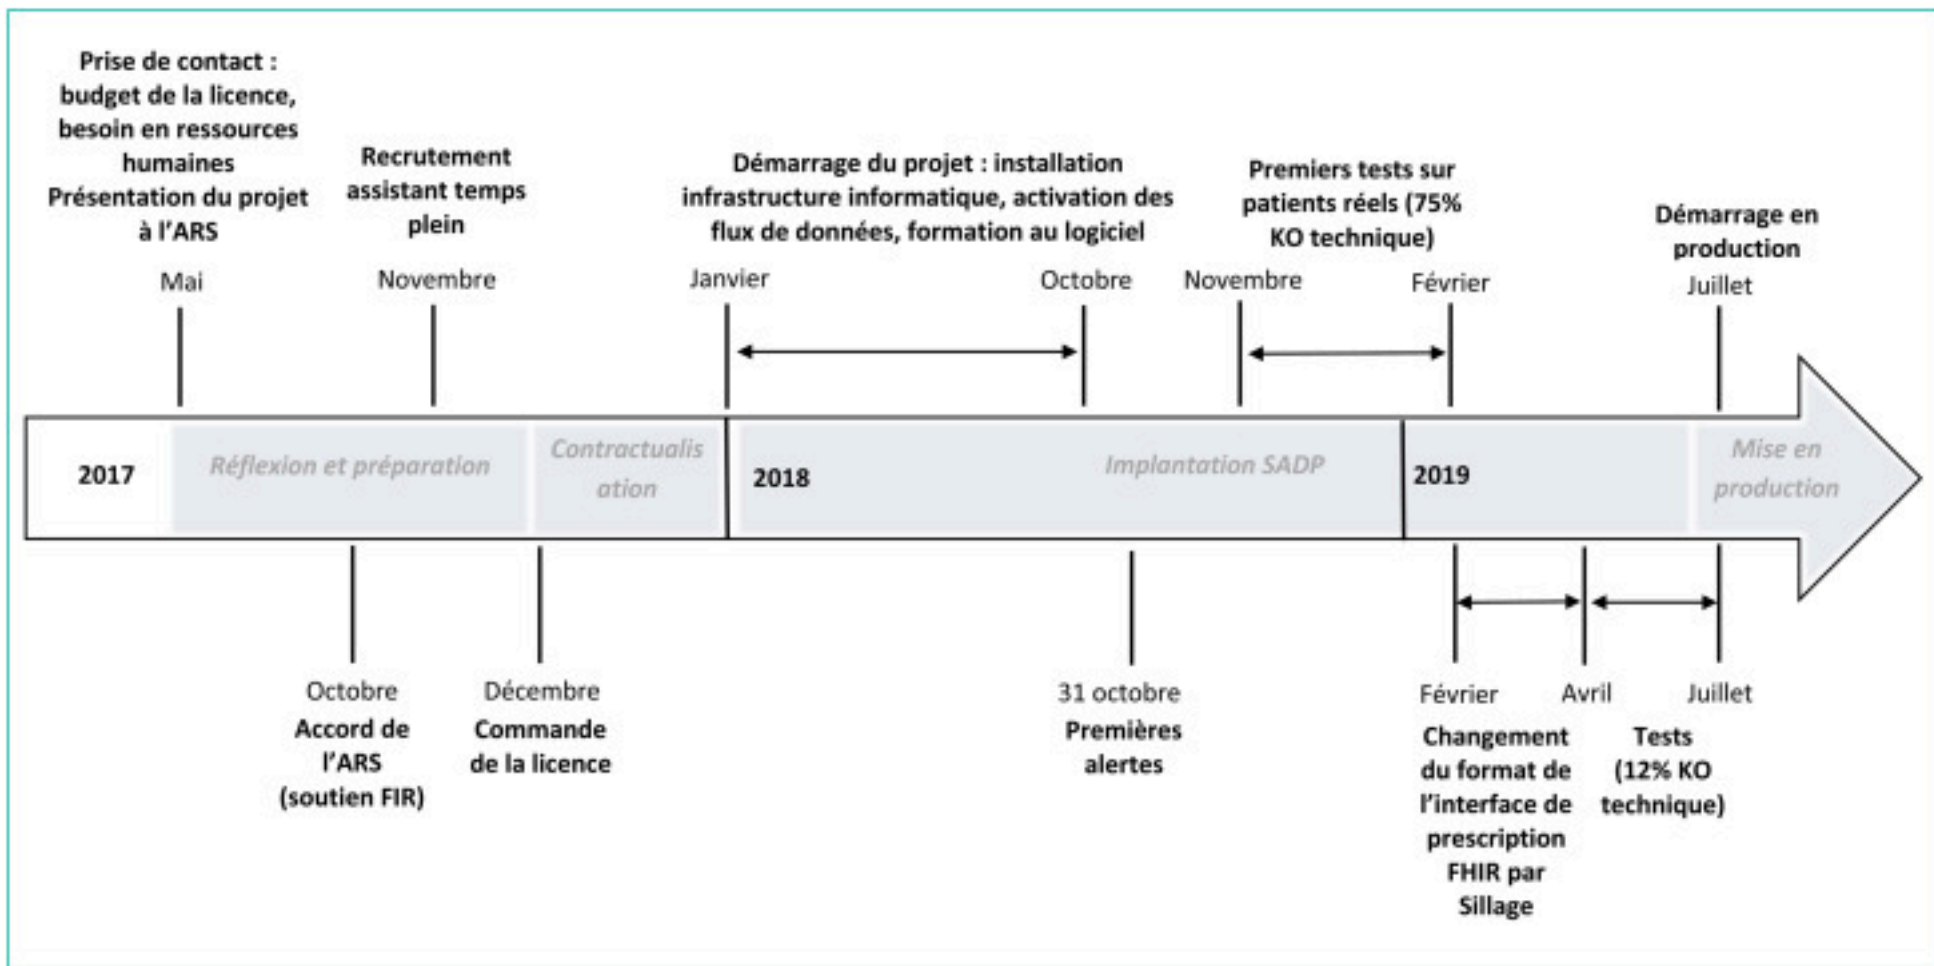 Prise de contact :
budget de la licence,
besoin en ressources
humaines
Présentation du projet
à l'ARS
Mai
Recrutement
assistant temps
plein
Novembre
Démarrage du projet : installation
infrastructure informatique, activation des
flux de données, formation au logiciel
Janvier
Octobre
Premiers tests sur
patients réels (75%
KO technique)
Novembre
Février
Démarrage en
production
Juillet
2017
Réflexion et préparation
Contractualis
ation
2018
Implantation SADP
2019
Mise en
production
Octobre
Accord de
l'ARS
(soutien FIR)
Décembre
Commande
de la licence
31 octobre
Premières
alertes
Février
Changement
du format de
l'interface de
prescription
FHIR par
Sillage
Avril
Juillet
Tests
(12% KO
technique)